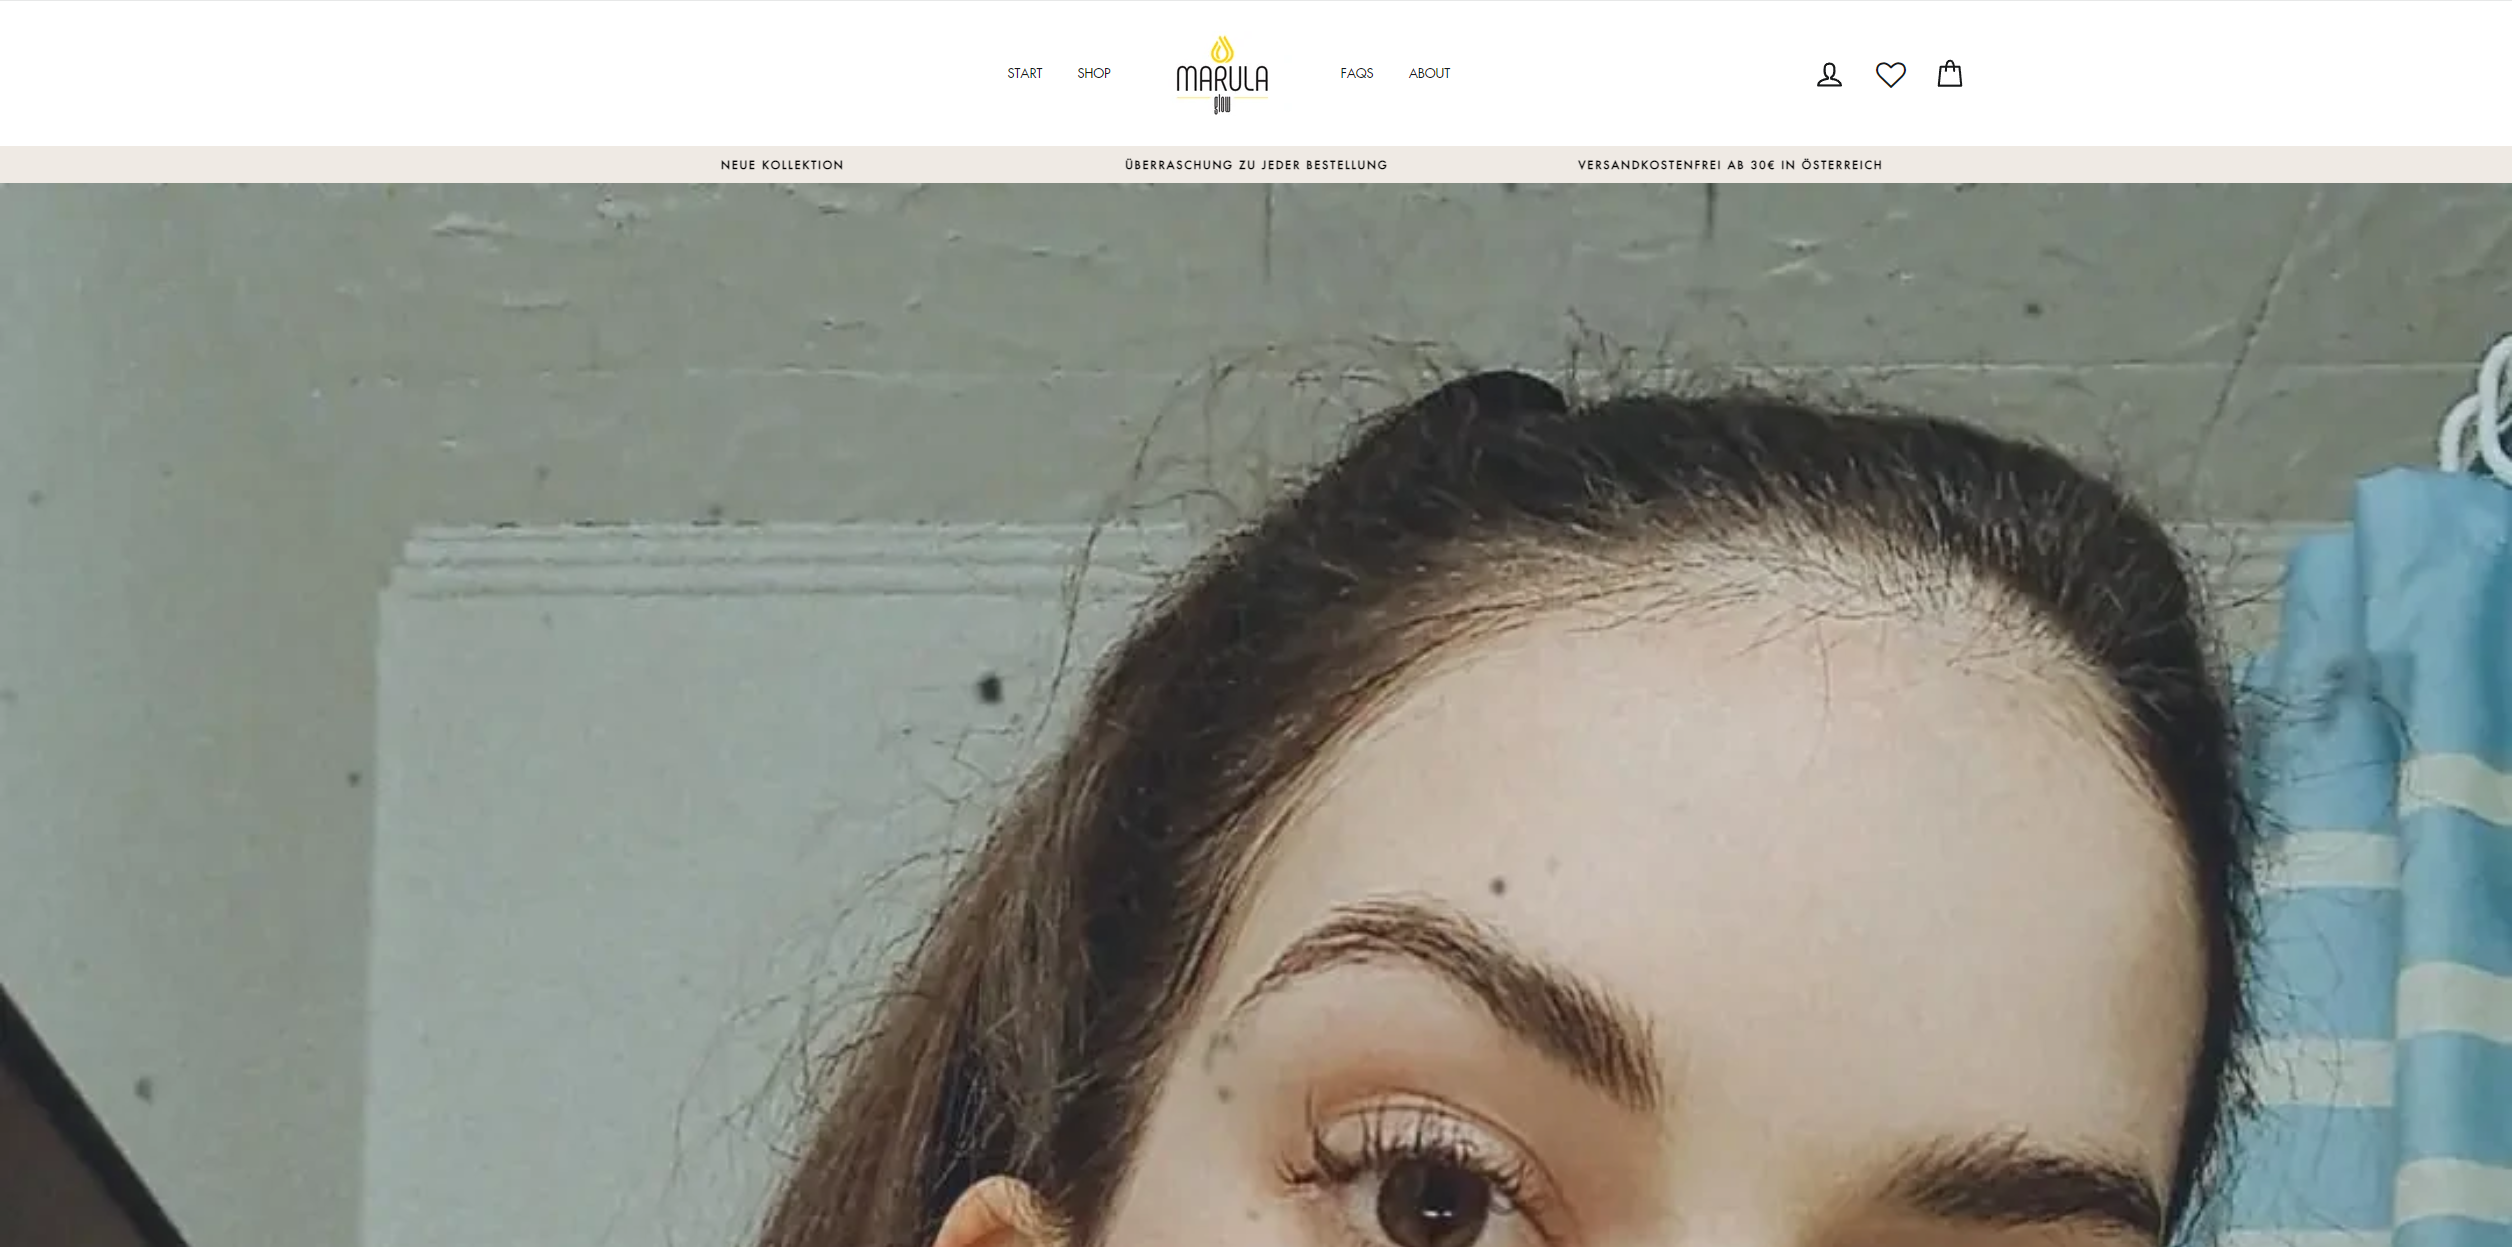 START SHOP MARULA glow FAQS ABOUT
NEUE KOLLEKTION ÜBERRASCHUNG ZU JEDER BESTELLUNG VERSANDKOSTENFREI AB 30€ IN ÖSTERREICH